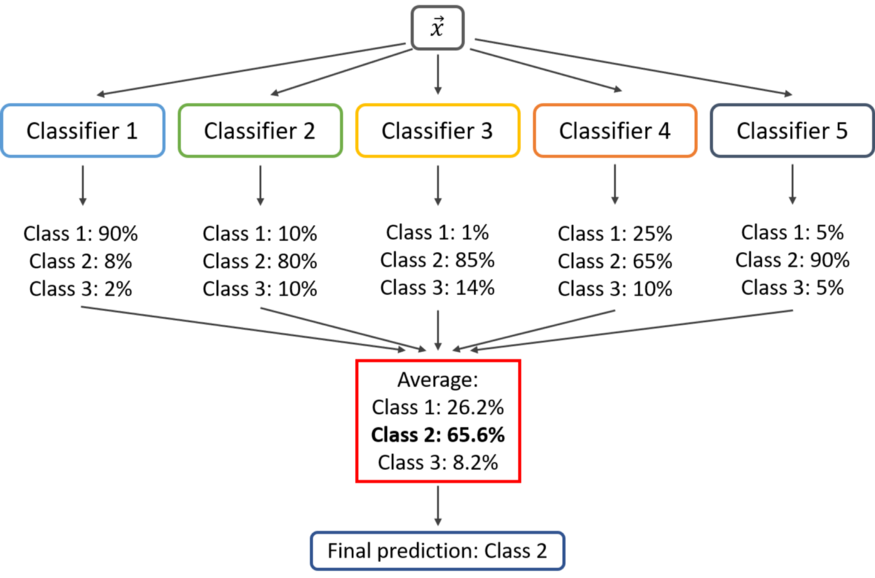 x⃗
Classifier 1
Classifier 2
Classifier 3
Classifier 4
Classifier 5
Class 1: 90%
Class 2: 8%
Class 3: 2%
Class 1: 10%
Class 2: 80%
Class 3: 10%
Class 1: 1%
Class 2: 85%
Class 3: 14%
Class 1: 25%
Class 2: 65%
Class 3: 10%
Class 1: 5%
Class 2: 90%
Class 3: 5%
Average:
Class 1: 26.2%
Class 2: 65.6%
Class 3: 8.2%
Final prediction: Class 2